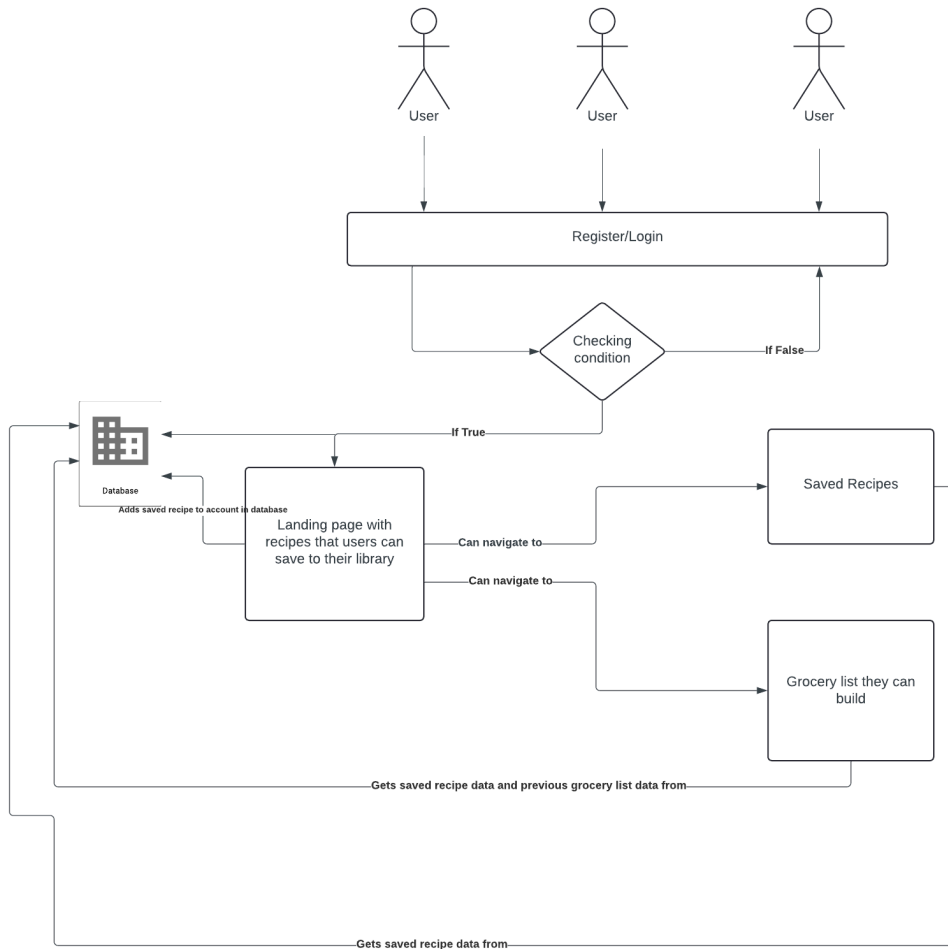 User
User
User
Register/Login
Checking
condition
If False
If True
Database
Adds saved recipe to account in database
Landing page with
recipes that users can
save to their library
Can navigate to
Can navigate to
Saved Recipes
Grocery list they can
build
Gets saved recipe data and previous grocery list data from
Gets saved recipe data from